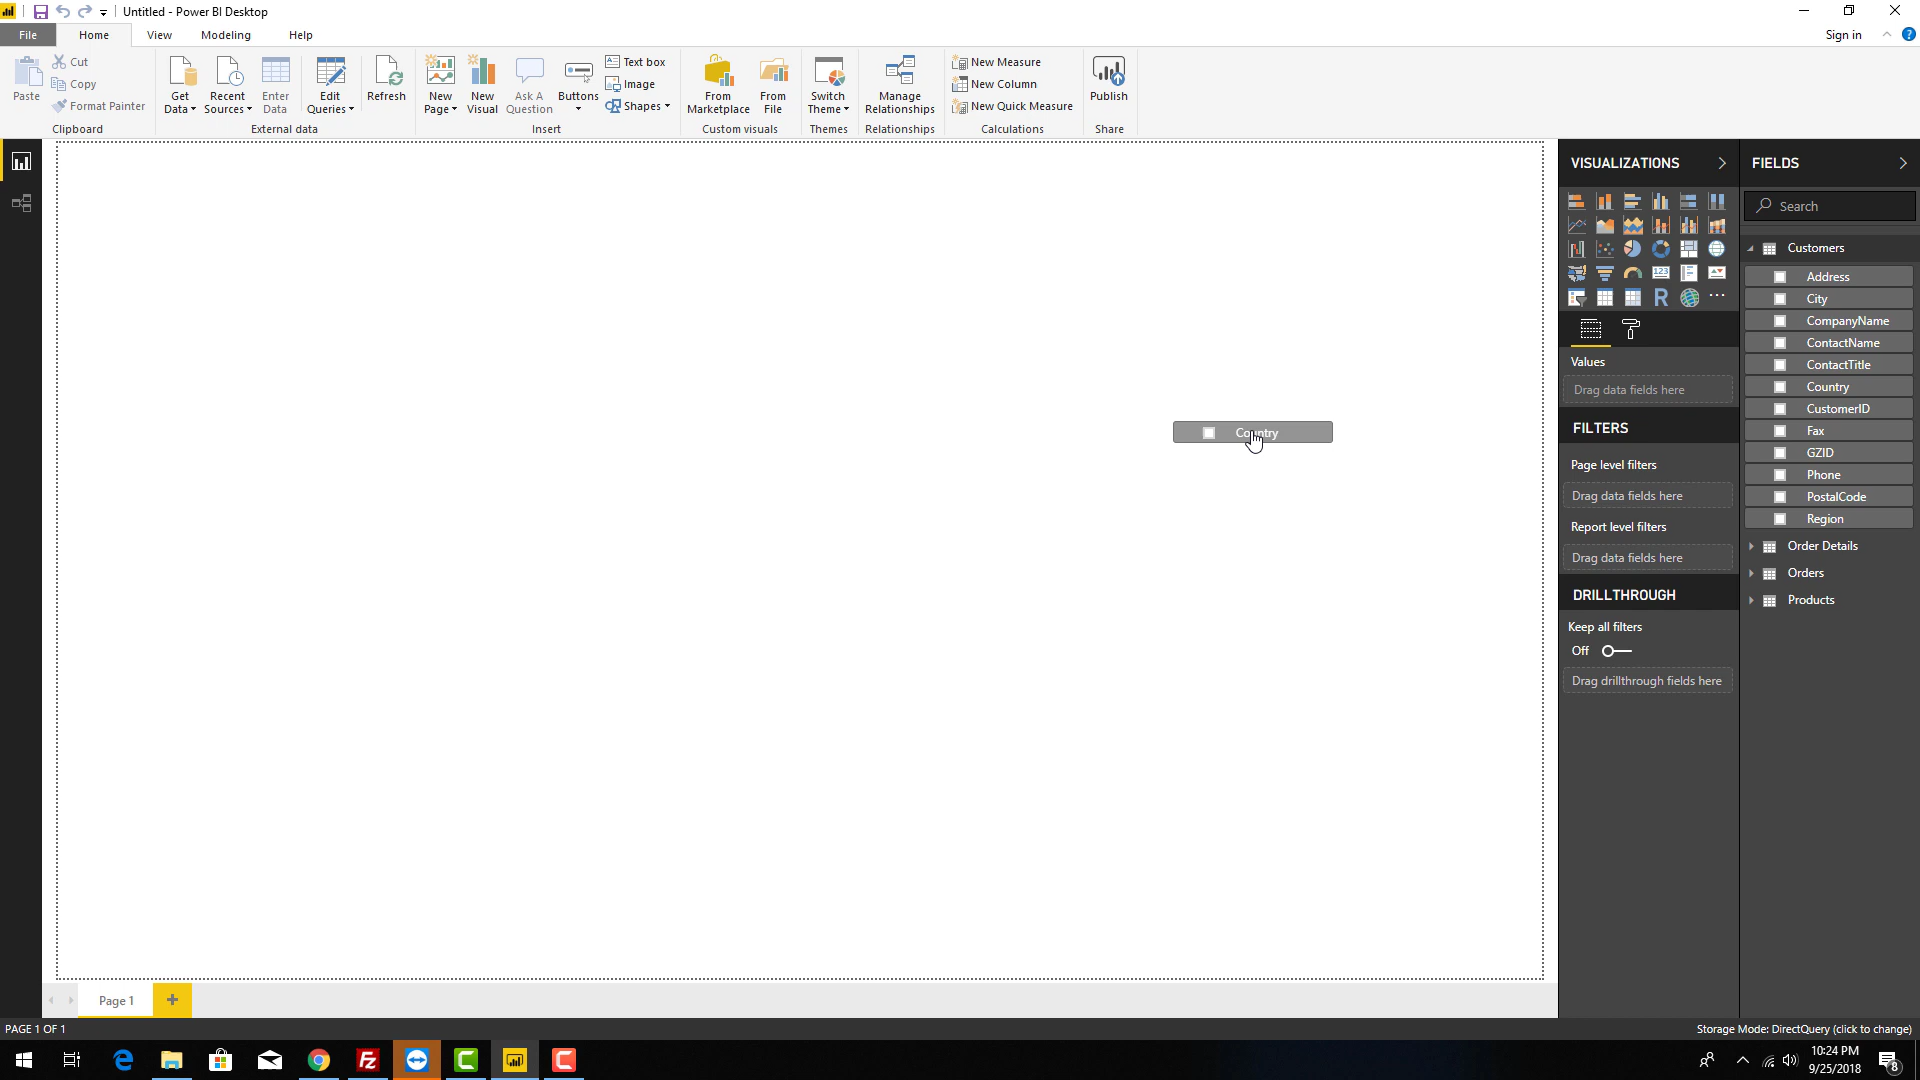 Untitled - Power BI Desktop
File
Home
View
Modeling
Help
Sign in
Paste
Cut
Copy
Format Painter
Clipboard
Get Data
Recent Sources
Enter Data
Edit Queries
Refresh
External data
New Page
New Visual
Ask A Question
Buttons
Text box
Image
Shapes
Insert
From Marketplace
From File
Custom visuals
Switch Theme
Themes
Manage Relationships
Relationships
New Measure
New Column
New Quick Measure
Calculations
Publish
Share
Country
VISUALIZATIONS
R
123
Values
Drag data fields here
FILTERS
Page level filters
Drag data fields here
Report level filters
Drag data fields here
DRILLTHROUGH
Keep all filters
Off
Drag drillthrough fields here
FIELDS
Search
Customers
Address
City
CompanyName
ContactName
ContactTitle
Country
CustomerID
Fax
GZID
Phone
PostalCode
Region
Order Details
Orders
Products
Page 1
PAGE 1 OF 1
Storage Mode: DirectQuery (click to change)
10:24 PM
9/25/2018
8